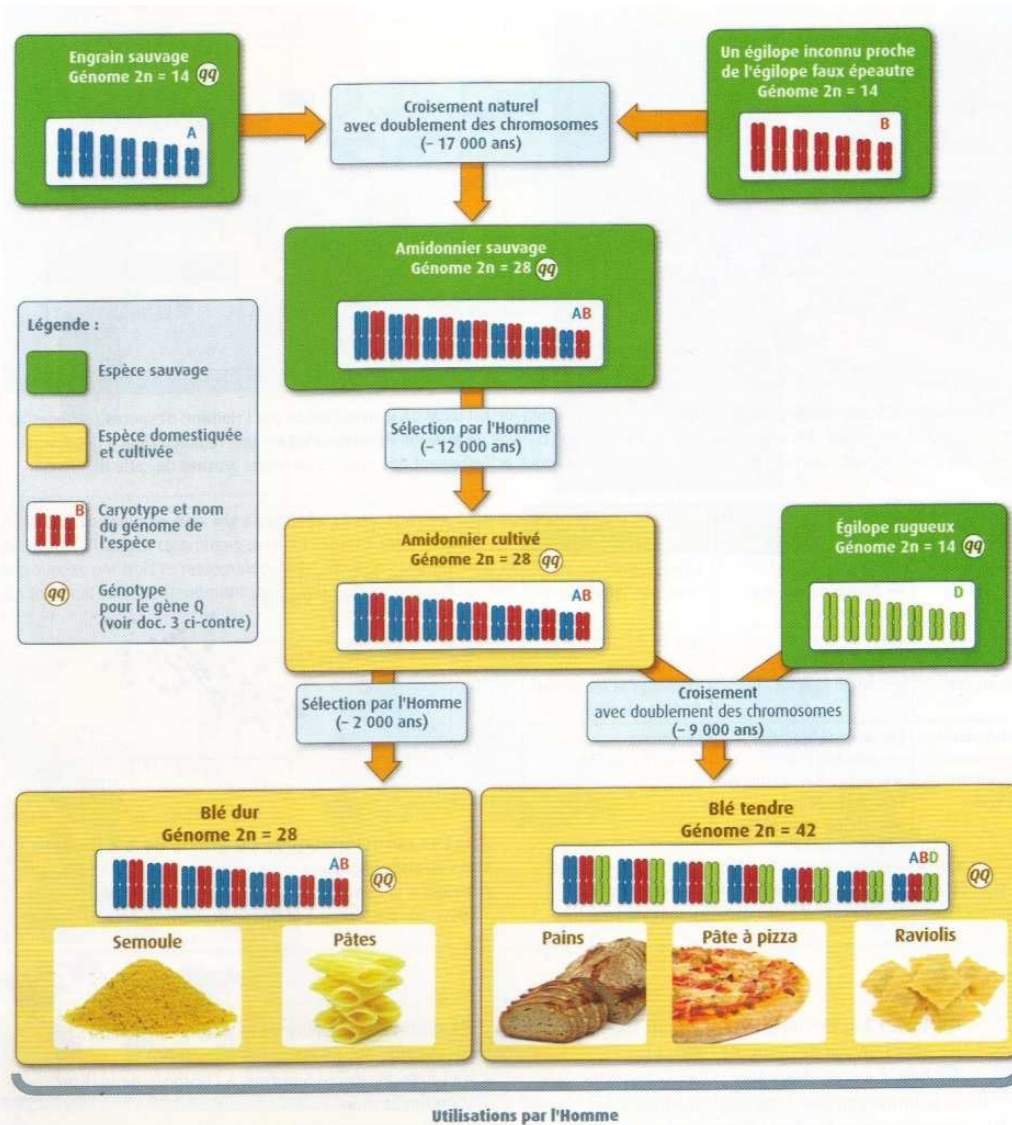 Engrain sauvage
Génome 2n = 14 qq
A
Un égilope inconnu proche
de l'égilope faux épeautre
Génome 2n = 14
B
Croisement naturel
avec doublement des chromosomes
(– 17 000 ans)
Amidonnier sauvage
Génome 2n = 28 qq
AB
Légende :
Espèce sauvage
Espèce domestiquée
et cultivée
B
Caryotype et nom
du génome de
l'espèce
qq
Génotype
pour le gène Q
(voir doc. 3 ci-contre)
Sélection par l'Homme
(– 12 000 ans)
Amidonnier cultivé
Génome 2n = 28 qq
AB
Égilope rugueux
Génome 2n = 14 qq
D
Sélection par l'Homme
(– 2 000 ans)
Croisement
avec doublement des chromosomes
(– 9 000 ans)
Blé dur
Génome 2n = 28
AB
QQ
Semoule
Pâtes
Blé tendre
Génome 2n = 42
ABD
QQ
Pains
Pâte à pizza
Raviolis
Utilisations par l'Homme